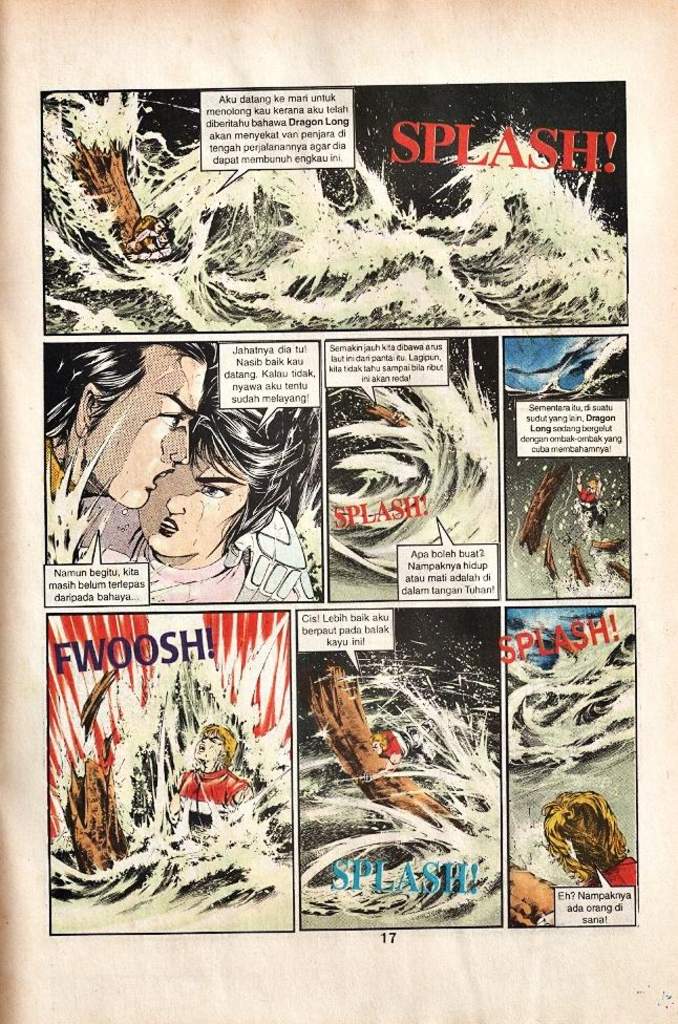 Aku datang ke mari untuk
menolong kau kerana aku telah
diberitahu bahawa Dragon Long
akan menyekat van penjara di
tengah perjalanannya agar dia
dapat membunuh engkau ini.
SPLASH!
Jahatnya dia tu!
Nasib baik kau
datang. Kalau tidak,
nyawa aku tentu
sudah melayang!
Namun begitu, kita
masih belum terlepas
daripada bahaya...
Semakin jauh kita dibawa arus
laut ini dari pantai itu. Lagipun,
kita tidak tahu sampai bila ribut
ini akan reda!
SPLASH!
Apa boleh buat?
Nampaknya hidup
atau mati adalah di
dalam tangan Tuhan!
Sementara itu, di suatu
sudut yang lain, Dragon
Long sedang bergelut
dengan ombak-ombak yang
cuba membahamnya!
FWOOSH!
Cis! Lebih baik aku
berpaut pada balak
kayu ini!
SPLASH!
SPLASH!
Eh? Nampaknya
ada orang di
sana!
17